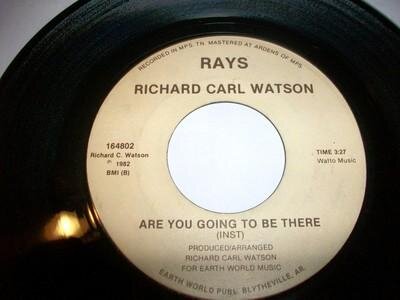 RECORDED IN MPS. TN. MASTERED AT ARDENS OF MPS.
RAYS
RICHARD CARL WATSON
164802
Richard C. Watson
℗ 1982
BMI (B)
TIME 3:27
Watto Music
ARE YOU GOING TO BE THERE
(INST)
PRODUCED/ARRANGED
RICHARD CARL WATSON
FOR EARTH WORLD MUSIC
EARTH WORLD PUB. BLYTHEVILLE, AR.